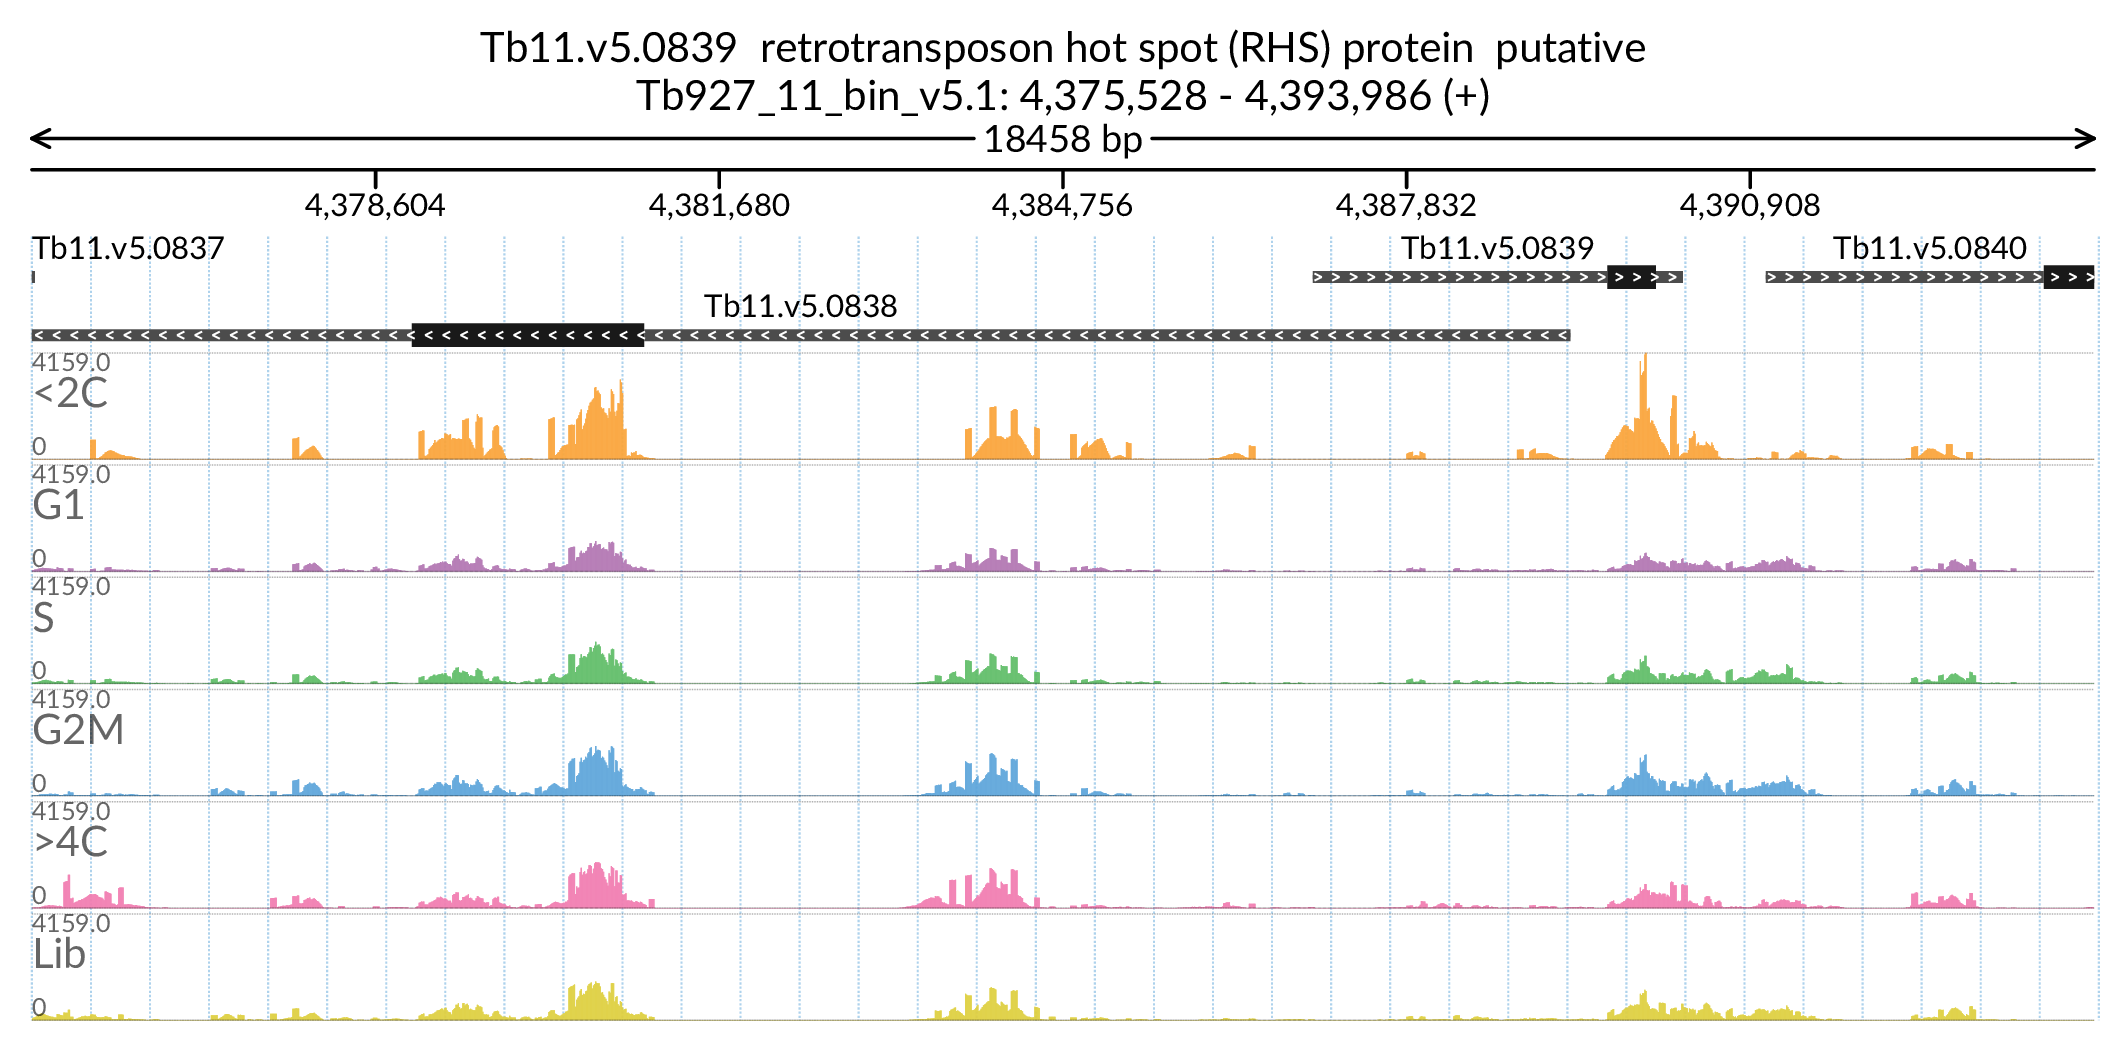 Tb11.v5.0839  retrotransposon hot spot (RHS) protein  putative
Tb927_11_bin_v5.1: 4,375,528 - 4,393,986 (+)
18458 bp
4,378,604 4,381,680 4,384,756 4,387,832 4,390,908
Tb11.v5.0837 Tb11.v5.0839 Tb11.v5.0840
Tb11.v5.0838
4159.0
<2C
0
4159.0
G1
0
4159.0
S
0
4159.0
G2M
0
4159.0
>4C
0
4159.0
Lib
0